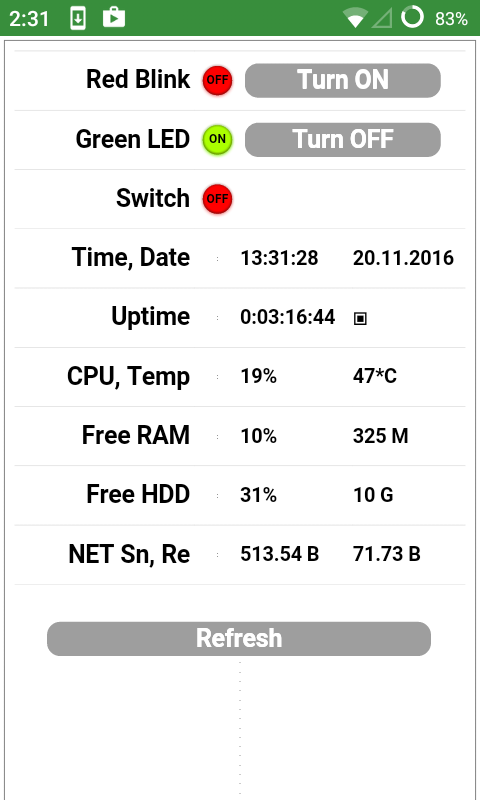 2:31 83%
Red Blink OFF Turn ON
Green LED ON Turn OFF
Switch OFF
Time, Date : 13:31:28 20.11.2016
Uptime : 0:03:16:44
CPU, Temp : 19% 47*C
Free RAM : 10% 325 M
Free HDD : 31% 10 G
NET Sn, Re : 513.54 B 71.73 B
Refresh